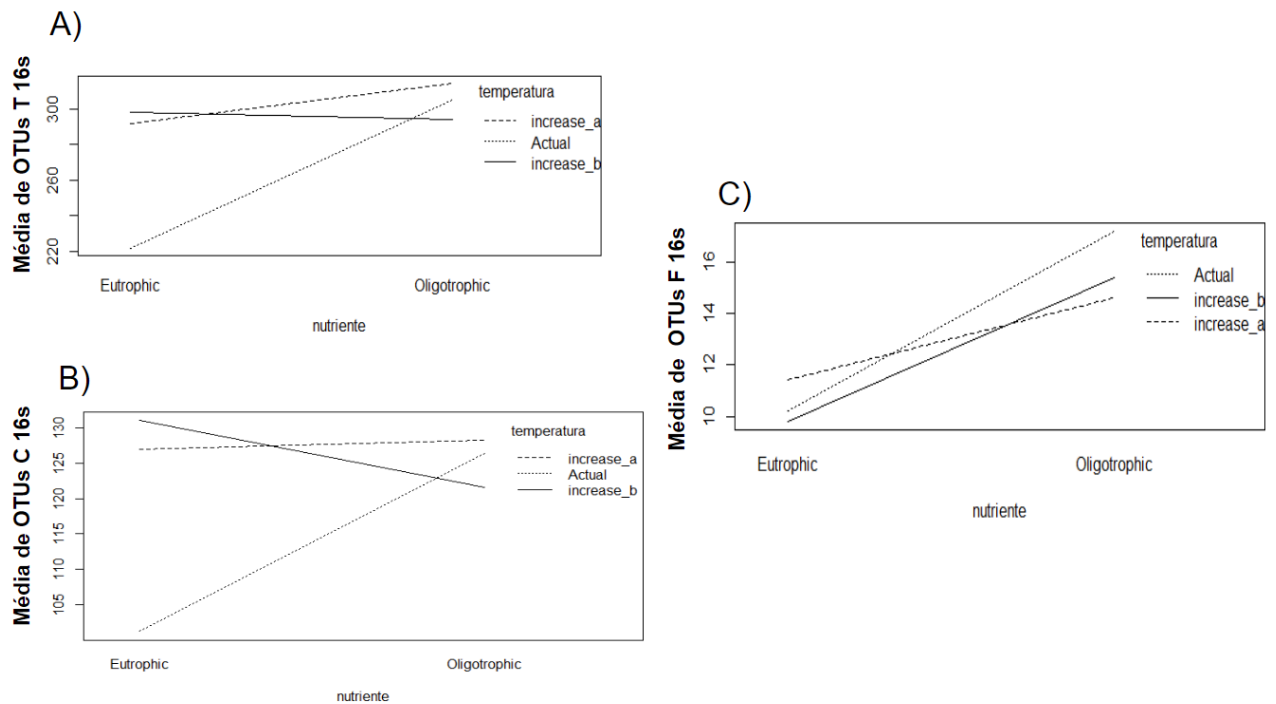 A)
Média de OTUs T 16s
300
260
220
temperatura
increase_a
Actual
increase_b
Eutrophic
Oligotrophic
nutriente
B)
Média de OTUs C 16s
130
125
120
115
110
105
temperatura
increase_a
Actual
increase_b
Eutrophic
Oligotrophic
nutriente
C)
Média de OTUs F 16s
16
14
12
10
temperatura
Actual
increase_b
increase_a
Eutrophic
Oligotrophic
nutriente